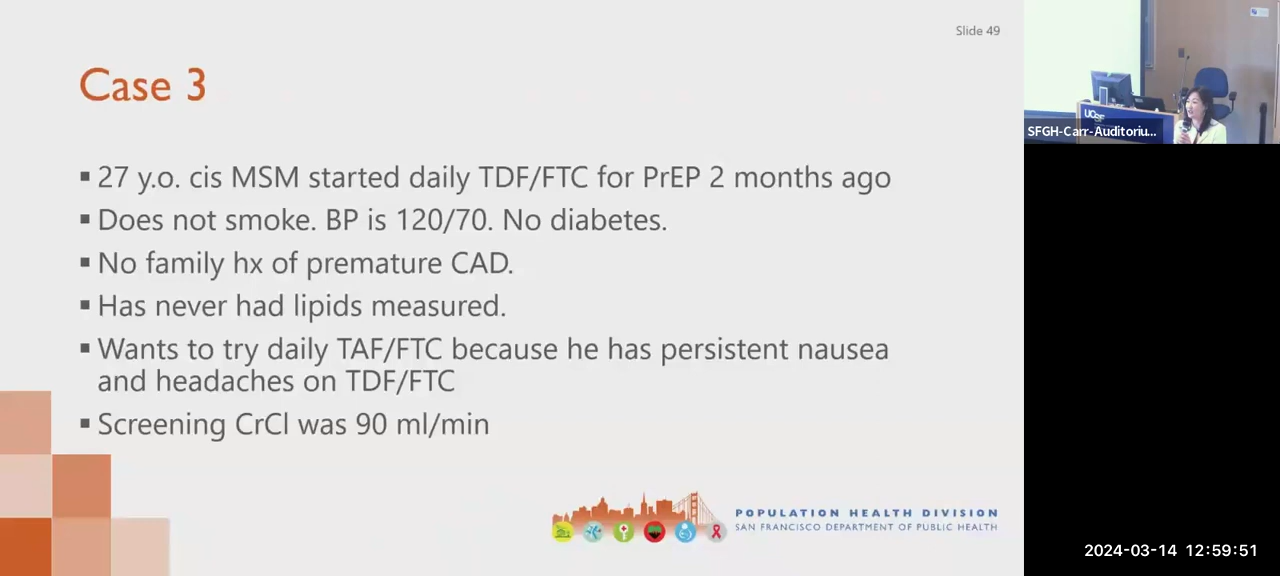 Slide 49
Case 3
▪ 27 y.o. cis MSM started daily TDF/FTC for PrEP 2 months ago
▪ Does not smoke. BP is 120/70. No diabetes.
▪ No family hx of premature CAD.
▪ Has never had lipids measured.
▪ Wants to try daily TAF/FTC because he has persistent nausea
and headaches on TDF/FTC
▪ Screening CrCl was 90 ml/min
POPULATION HEALTH DIVISION
SAN FRANCISCO DEPARTMENT OF PUBLIC HEALTH
UCSF
SFGH-Carr-Auditoriu...
2024-03-14 12:59:51